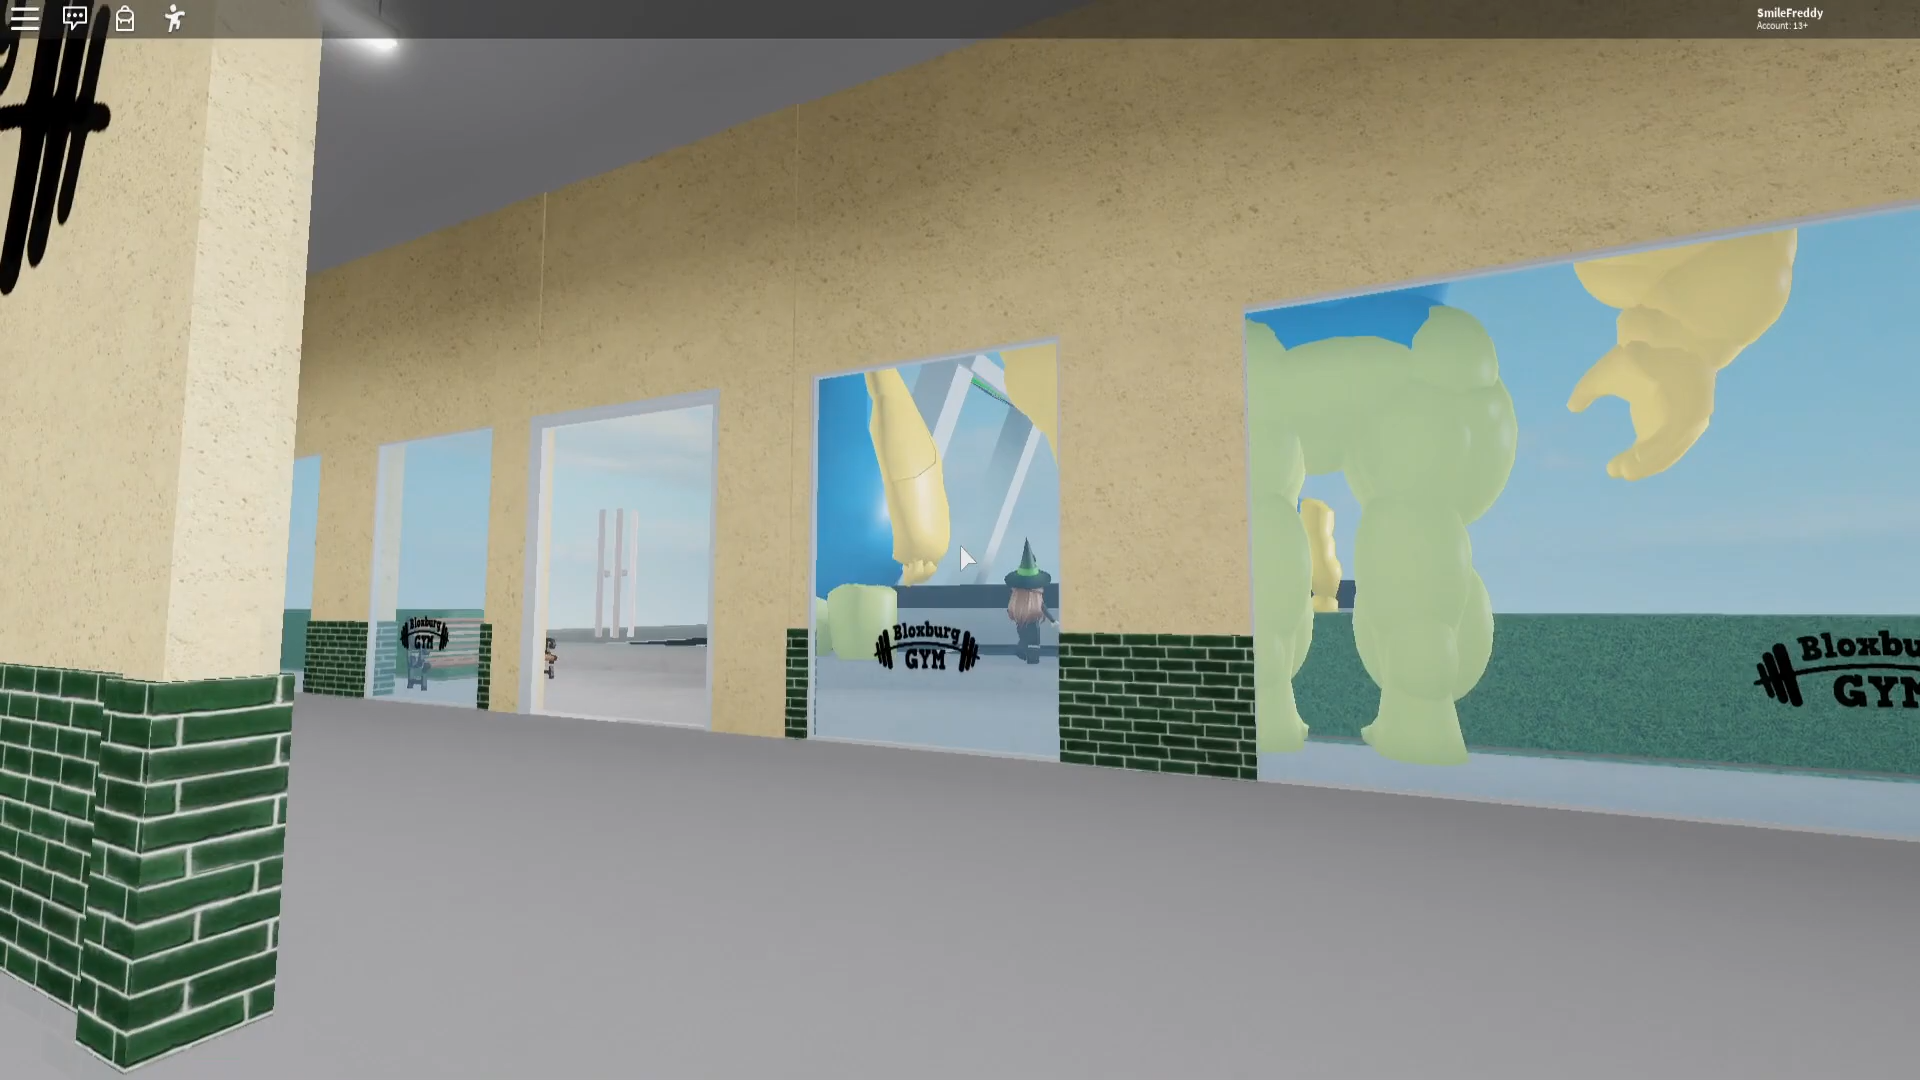 SmileFreddy
Account: 13+
Bloxburg
GYM
Bloxburg
GYM
Bloxbu
GYM